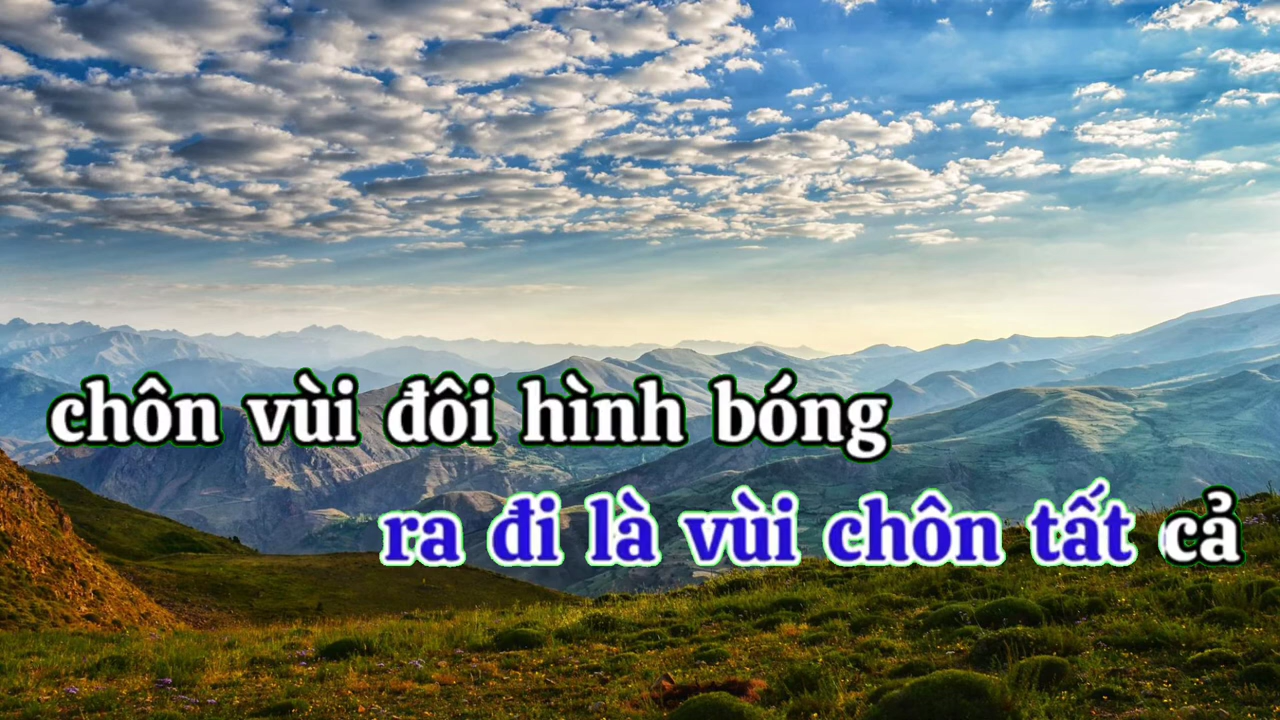 chôn vùi đôi hình bóng
ra đi là vùi chôn tất cả